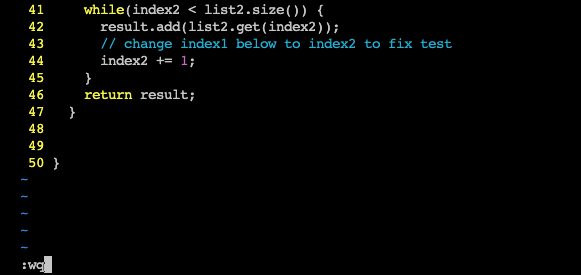 41     while(index2 < list2.size()) {
42       result.add(list2.get(index2));
43       // change index1 below to index2 to fix test
44       index2 += 1;
45     }
46     return result;
47   }
48
49
50 }
~
~
~
~
~
:wq